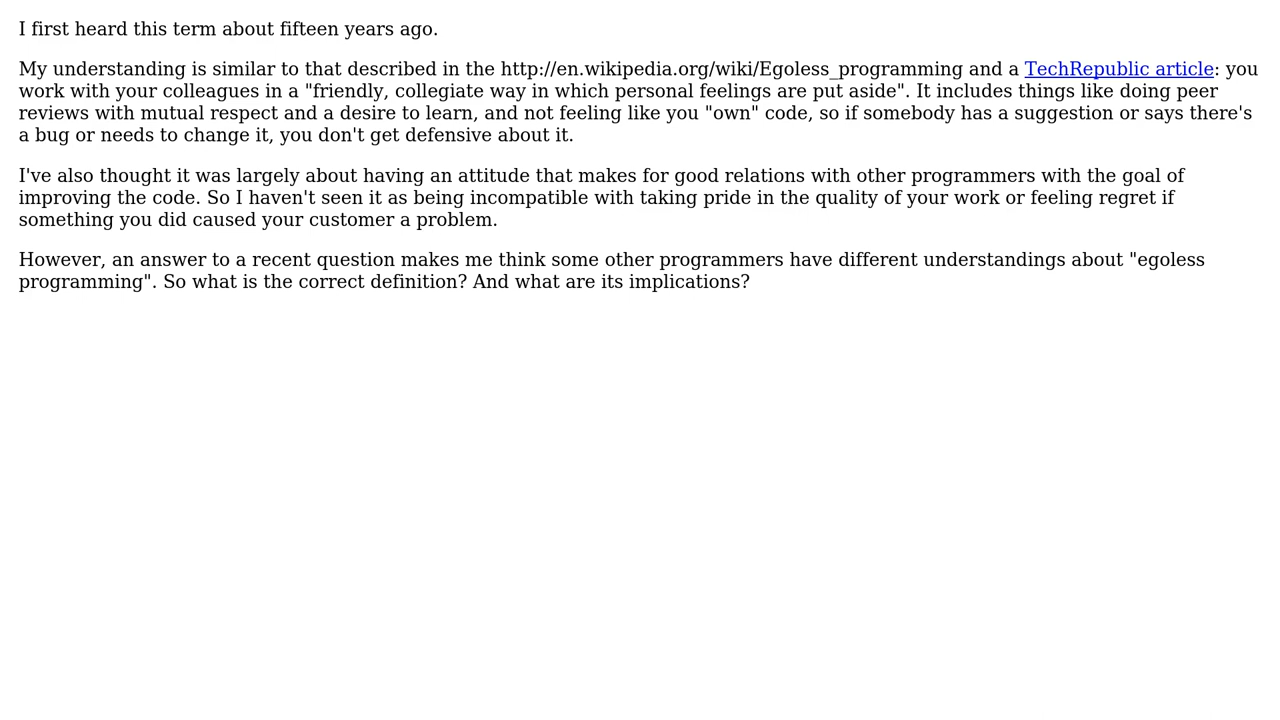 I first heard this term about fifteen years ago.
My understanding is similar to that described in the http://en.wikipedia.org/wiki/Egoless_programming and a TechRepublic article: you
work with your colleagues in a "friendly, collegiate way in which personal feelings are put aside". It includes things like doing peer
reviews with mutual respect and a desire to learn, and not feeling like you "own" code, so if somebody has a suggestion or says there's
a bug or needs to change it, you don't get defensive about it.
I've also thought it was largely about having an attitude that makes for good relations with other programmers with the goal of
improving the code. So I haven't seen it as being incompatible with taking pride in the quality of your work or feeling regret if
something you did caused your customer a problem.
However, an answer to a recent question makes me think some other programmers have different understandings about "egoless
programming". So what is the correct definition? And what are its implications?